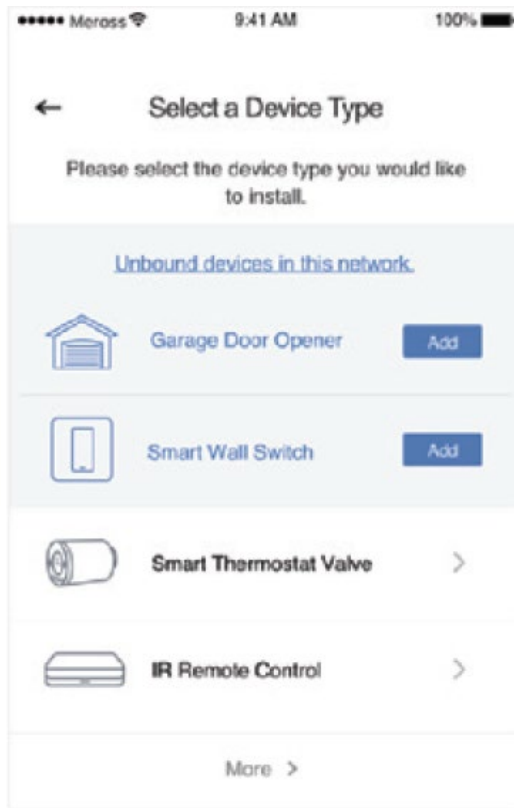 Meross 9:41 AM 100%
Select a Device Type
Please select the device type you would like
to install.
Unbound devices in this network.
Garage Door Opener Add
Smart Wall Switch Add
Smart Thermostat Valve
IR Remote Control
More